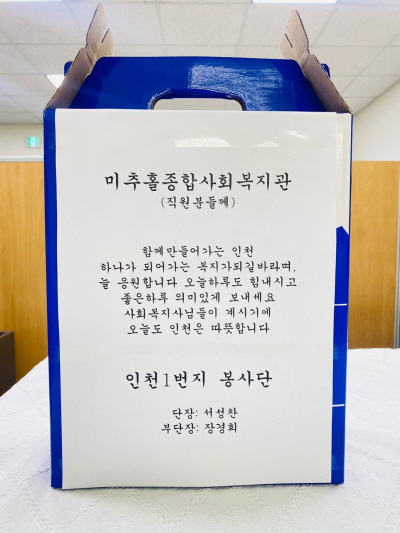 미추홀종합사회복지관
(직원분들께)
함께만들어가는 인천
하나가 되어가는 복지가되길바라며,
늘 응원합니다 오늘하루도 힘내시고
좋은하루 의미있게 보내세요
사회복지사님들이 계시기에
오늘도 인천은 따뜻합니다
인천1번지 봉사단
단장: 서성찬
부단장: 장경희